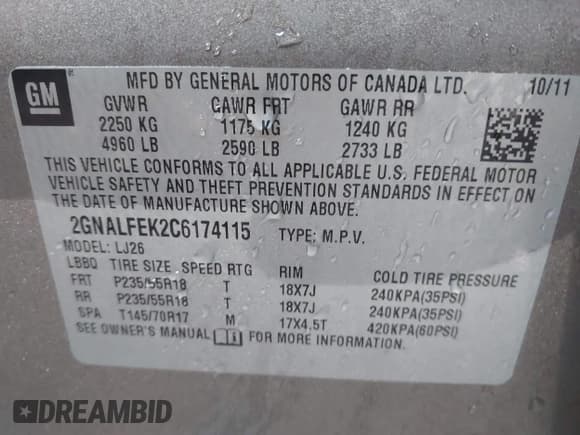 GM
MFD BY GENERAL MOTORS OF CANADA LTD. 10/11
GVWR GAWR FRT GAWR RR
2250 KG 1175 KG 1240 KG
4960 LB 2590 LB 2733 LB
THIS VEHICLE CONFORMS TO ALL APPLICABLE U.S. FEDERAL MOTOR
VEHICLE SAFETY AND THEFT PREVENTION STANDARDS IN EFFECT ON
THE DATE OF MANUFACTURE SHOWN ABOVE.
2GNALFEK2C6174115 TYPE: M.P.V.
MODEL: LJ26
LBBQ TIRE SIZE SPEED RTG RIM COLD TIRE PRESSURE
FRT P235/55R18 T 18X7J 240KPA(35PSI)
RR P235/55R18 T 18X7J 240KPA(35PSI)
SPA T145/70R17 M 17X4.5T 420KPA(60PSI)
SEE OWNER'S MANUAL FOR MORE INFORMATION.
DREAMBID